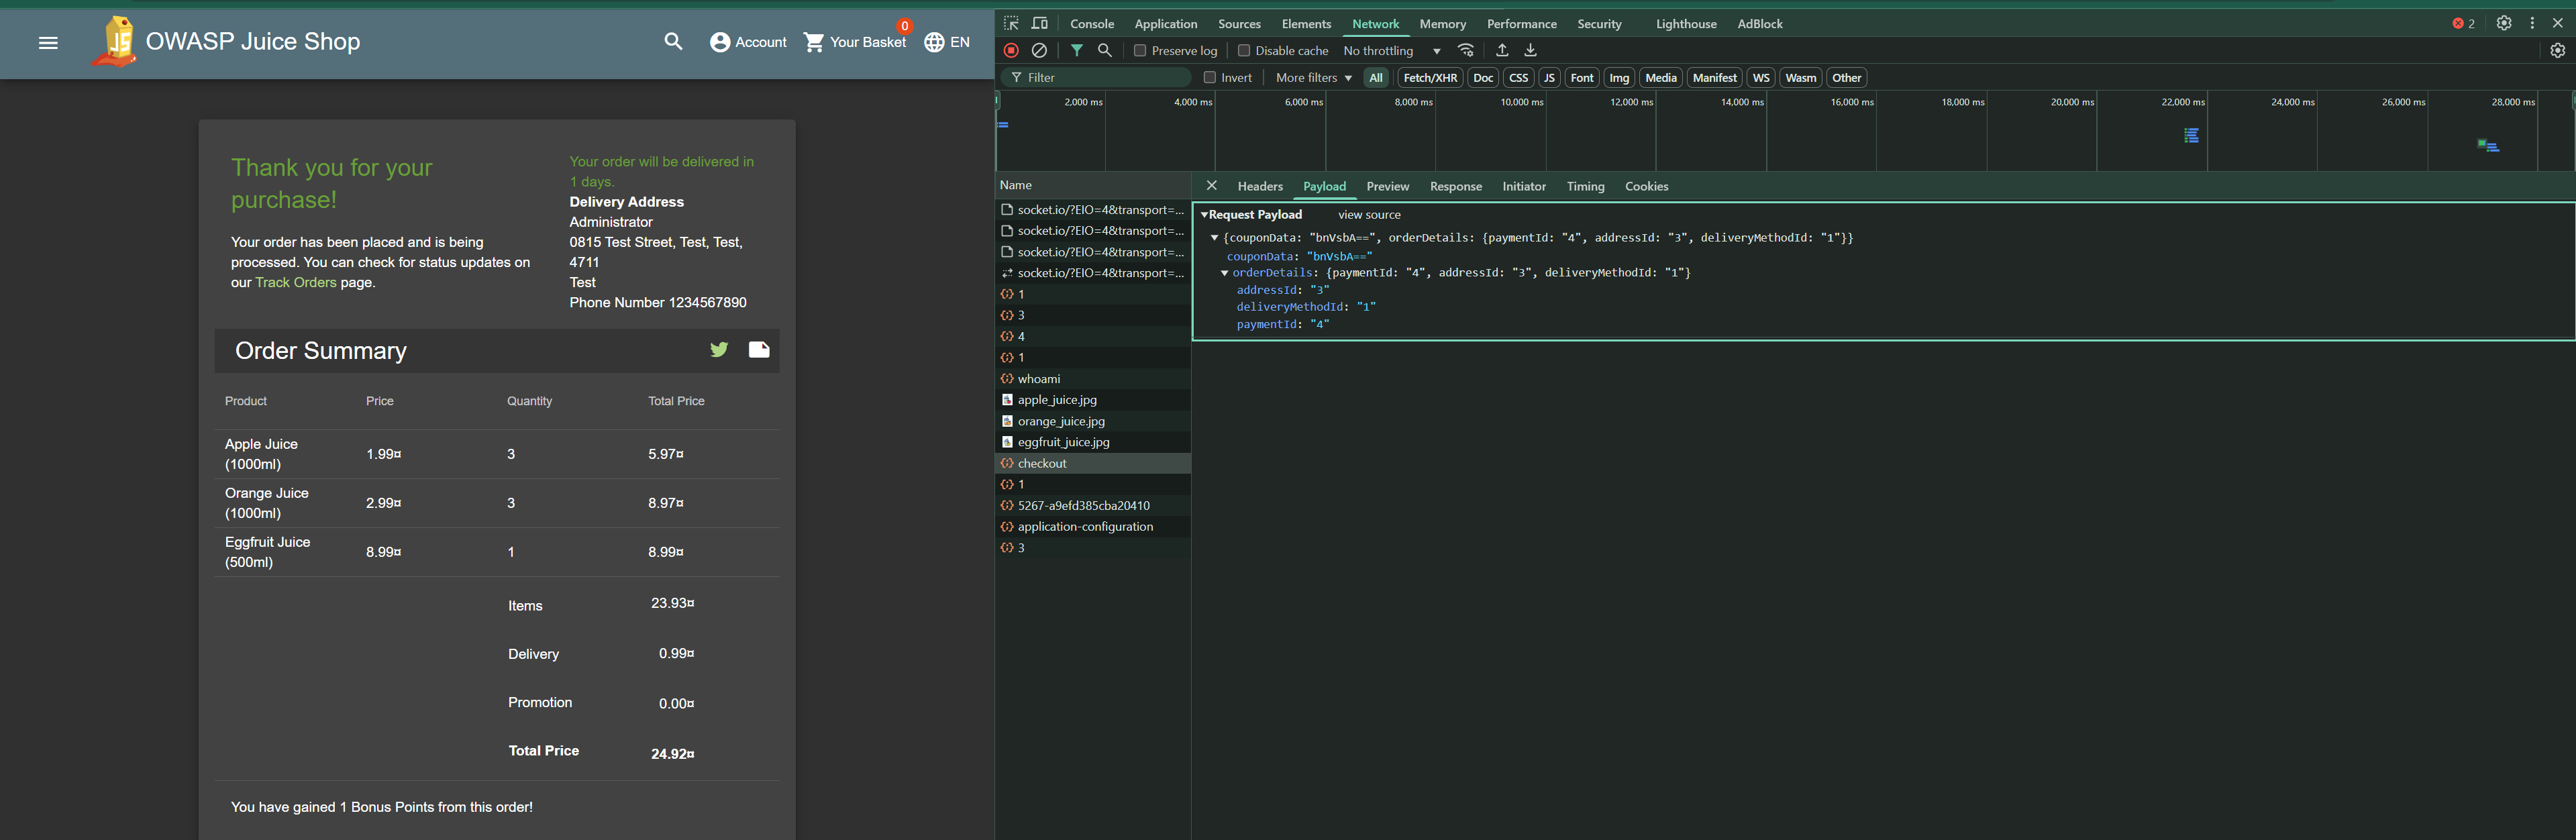 OWASP Juice Shop
Account
0
Your Basket
EN
Thank you for your
purchase!
Your order has been placed and is being
processed. You can check for status updates on
our Track Orders page.
Your order will be delivered in
1 days.
Delivery Address
Administrator
0815 Test Street, Test, Test,
4711
Test
Phone Number 1234567890
Order Summary
Product Price Quantity Total Price
Apple Juice
(1000ml)
1.99¤ 3 5.97¤
Orange Juice
(1000ml)
2.99¤ 3 8.97¤
Eggfruit Juice
(500ml)
8.99¤ 1 8.99¤
Items 23.93¤
Delivery 0.99¤
Promotion 0.00¤
Total Price 24.92¤
You have gained 1 Bonus Points from this order!
Console Application Sources Elements Network Memory Performance Security Lighthouse AdBlock 2
Preserve log Disable cache No throttling
Filter Invert More filters All Fetch/XHR Doc CSS JS Font Img Media Manifest WS Wasm Other
2,000 ms 4,000 ms 6,000 ms 8,000 ms 10,000 ms 12,000 ms 14,000 ms 16,000 ms 18,000 ms 20,000 ms 22,000 ms 24,000 ms 26,000 ms 28,000 ms
Name
socket.io/?EIO=4&transport=...
socket.io/?EIO=4&transport=...
socket.io/?EIO=4&transport=...
socket.io/?EIO=4&transport=...
1
3
4
1
whoami
apple_juice.jpg
orange_juice.jpg
eggfruit_juice.jpg
checkout
1
5267-a9efd385cba20410
application-configuration
3
Headers Payload Preview Response Initiator Timing Cookies
Request Payload view source
{couponData: "bnVsbA==", orderDetails: {paymentId: "4", addressId: "3", deliveryMethodId: "1"}}
couponData: "bnVsbA=="
orderDetails: {paymentId: "4", addressId: "3", deliveryMethodId: "1"}
addressId: "3"
deliveryMethodId: "1"
paymentId: "4"